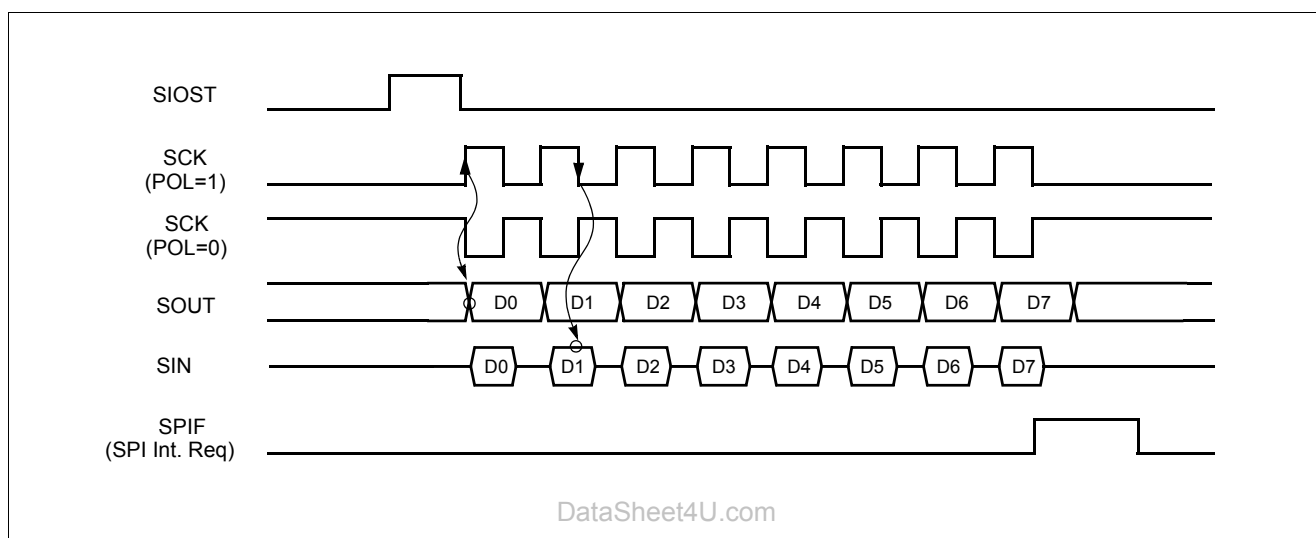 SIOST
SCK
(POL=1)
SCK
(POL=0)
SOUT D0 D1 D2 D3 D4 D5 D6 D7
SIN D0 D1 D2 D3 D4 D5 D6 D7
SPIF
(SPI Int. Req)
DataSheet4U.com